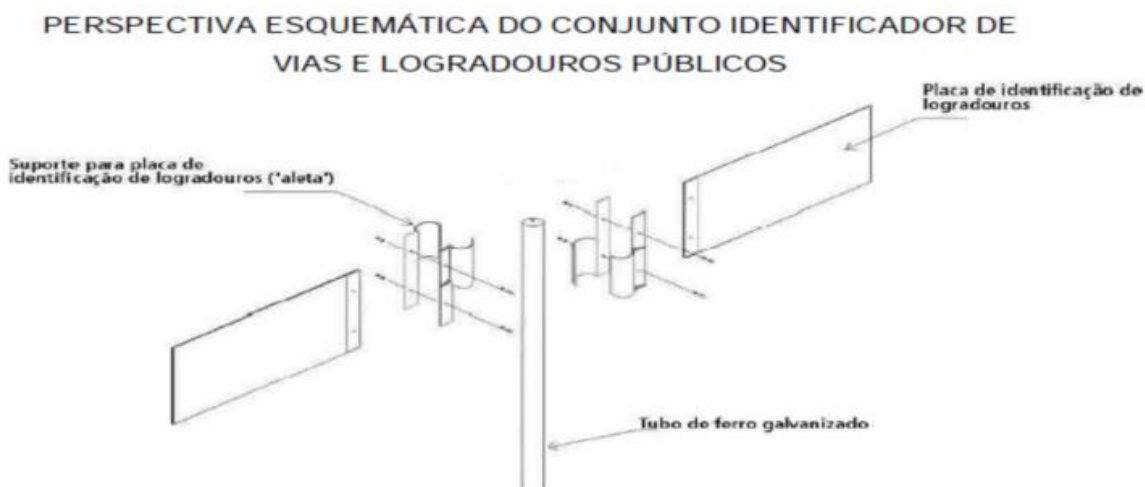 PERSPECTIVA ESQUEMÁTICA DO CONJUNTO IDENTIFICADOR DE
VIAS E LOGRADOUROS PÚBLICOS
Placa de identificação de
logradouros
Suporte para placa de
identificação de logradouros ("aleta")
Tubo de ferro galvanizado